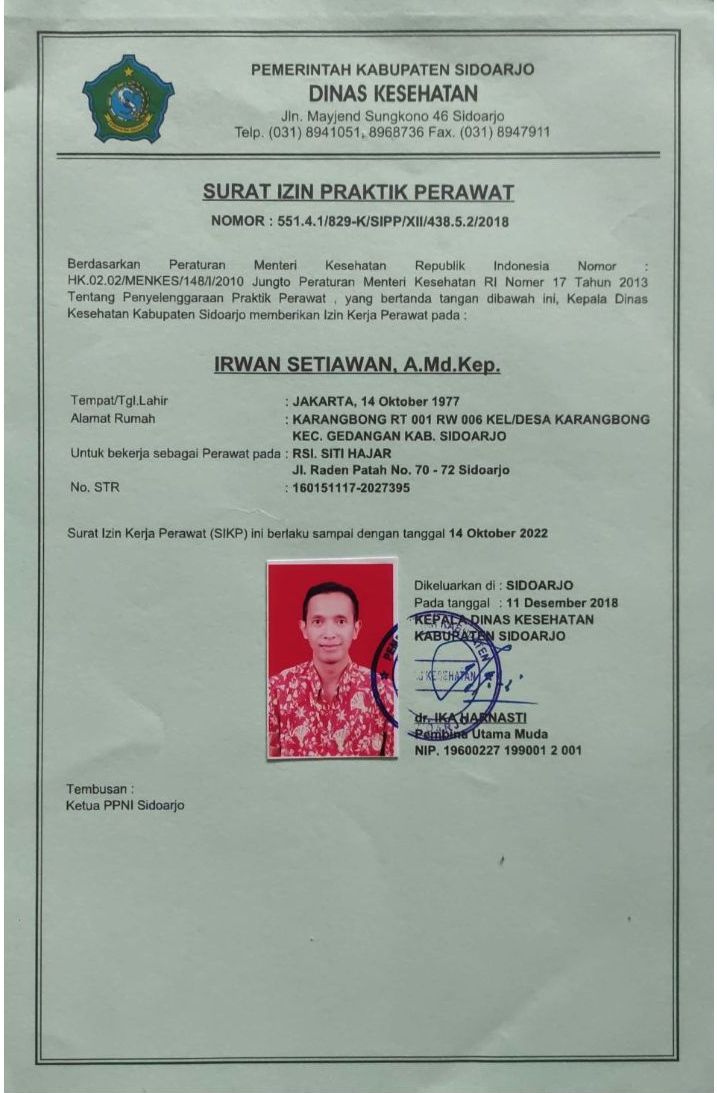 PEMERINTAH KABUPATEN SIDOARJO
DINAS KESEHATAN
Jln. Mayjend Sungkono 46 Sidoarjo
Telp. (031) 8941051, 8968736 Fax. (031) 8947911
SURAT IZIN PRAKTIK PERAWAT
NOMOR : 551.4.1/829-K/SIPP/XII/438.5.2/2018
Berdasarkan Peraturan Menteri Kesehatan Republik Indonesia Nomor :
HK.02.02/MENKES/148/I/2010 Jungto Peraturan Menteri Kesehatan RI Nomer 17 Tahun 2013
Tentang Penyelenggaraan Praktik Perawat , yang bertanda tangan dibawah ini, Kepala Dinas
Kesehatan Kabupaten Sidoarjo memberikan Izin Kerja Perawat pada :
IRWAN SETIAWAN, A.Md.Kep.
Tempat/Tgl.Lahir : JAKARTA, 14 Oktober 1977
Alamat Rumah : KARANGBONG RT 001 RW 006 KEL/DESA KARANGBONG
KEC. GEDANGAN KAB. SIDOARJO
Untuk bekerja sebagai Perawat pada : RSI. SITI HAJAR
Jl. Raden Patah No. 70 - 72 Sidoarjo
No. STR : 160151117-2027395
Surat Izin Kerja Perawat (SIKP) ini berlaku sampai dengan tanggal 14 Oktober 2022
Dikeluarkan di : SIDOARJO
Pada tanggal : 11 Desember 2018
KEPALA DINAS KESEHATAN
KABUPATEN SIDOARJO
dr. IKA HARNASTI
Pembina Utama Muda
NIP. 19600227 199001 2 001
Tembusan :
Ketua PPNI Sidoarjo